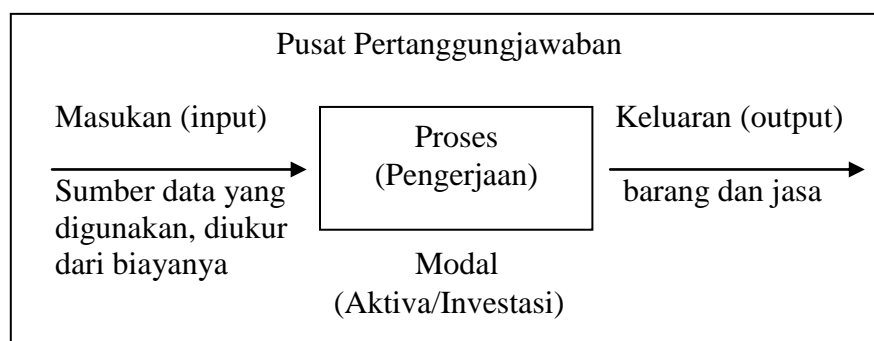 Pusat Pertanggungjawaban
Masukan (input)
Sumber data yang
digunakan, diukur
dari biayanya
Proses
(Pengerjaan)
Modal
(Aktiva/Investasi)
Keluaran (output)
barang dan jasa